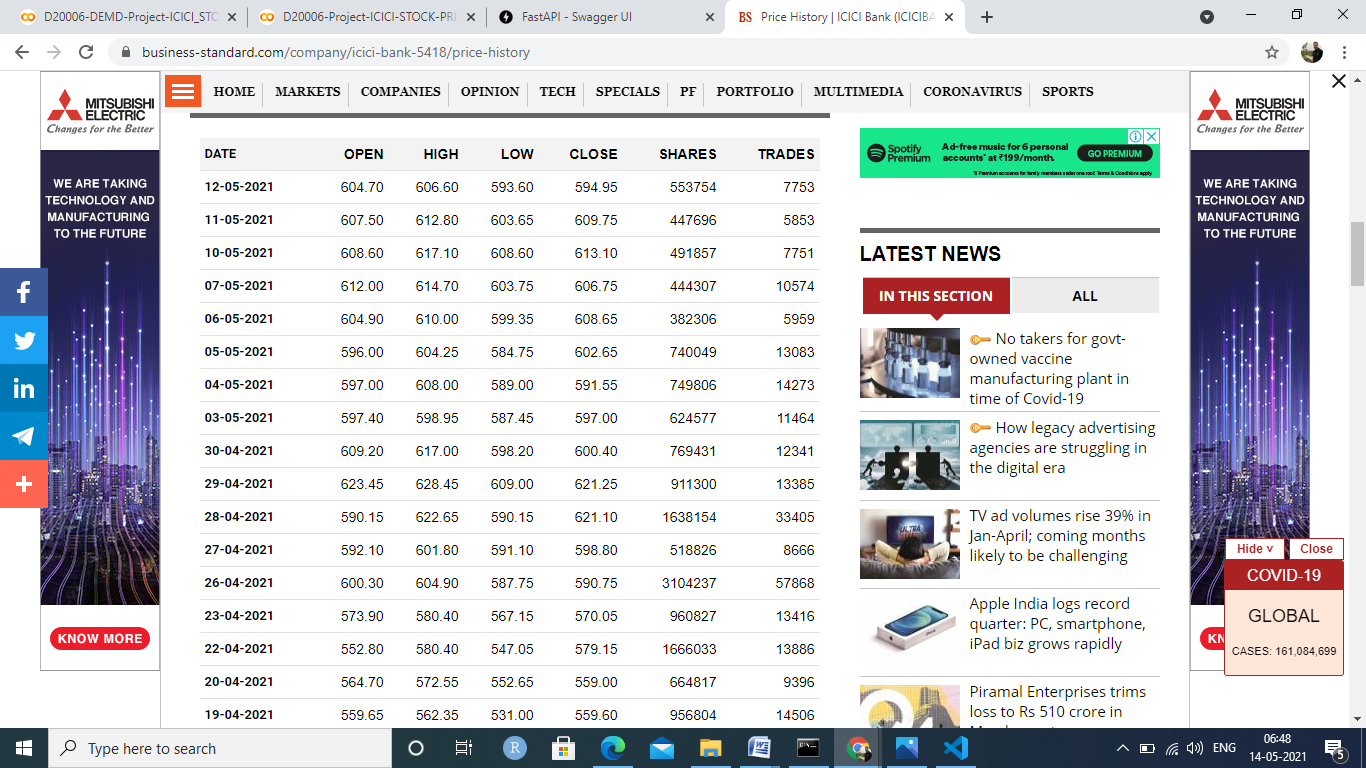 D20006-DEMD-Project-ICICI_STO
D20006-Project-ICICI-STOCK-PRI
FastAPI - Swagger UI
BS Price History | ICICI Bank (ICICIBA
business-standard.com/company/icici-bank-5418/price-history
HOME MARKETS COMPANIES OPINION TECH SPECIALS PF PORTFOLIO MULTIMEDIA CORONAVIRUS SPORTS
MITSUBISHI
ELECTRIC
Changes for the Better
WE ARE TAKING
TECHNOLOGY AND
MANUFACTURING
TO THE FUTURE
KNOW MORE
DATE OPEN HIGH LOW CLOSE SHARES TRADES
12-05-2021 604.70 606.60 593.60 594.95 553754 7753
11-05-2021 607.50 612.80 603.65 609.75 447696 5853
10-05-2021 608.60 617.10 608.60 613.10 491857 7751
07-05-2021 612.00 614.70 603.75 606.75 444307 10574
06-05-2021 604.90 610.00 599.35 608.65 382306 5959
05-05-2021 596.00 604.25 584.75 602.65 740049 13083
04-05-2021 597.00 608.00 589.00 591.55 749806 14273
03-05-2021 597.40 598.95 587.45 597.00 624577 11464
30-04-2021 609.20 617.00 598.20 600.40 769431 12341
29-04-2021 623.45 628.45 609.00 621.25 911300 13385
28-04-2021 590.15 622.65 590.15 621.10 1638154 33405
27-04-2021 592.10 601.80 591.10 598.80 518826 8666
26-04-2021 600.30 604.90 587.75 590.75 3104237 57868
23-04-2021 573.90 580.40 567.15 570.05 960827 13416
22-04-2021 552.80 580.40 547.05 579.15 1666033 13886
20-04-2021 564.70 572.55 552.65 559.00 664817 9396
19-04-2021 559.65 562.35 531.00 559.60 956804 14506
Spotify
Premium
Ad-free music for 6 personal
accounts* at ₹199/month.
GO PREMIUM
*6 Premium accounts for family members under one roof. Terms & Conditions apply.
LATEST NEWS
IN THIS SECTION ALL
No takers for govt-
owned vaccine
manufacturing plant in
time of Covid-19
How legacy advertising
agencies are struggling in
the digital era
TV ad volumes rise 39% in
Jan-April; coming months
likely to be challenging
Apple India logs record
quarter: PC, smartphone,
iPad biz grows rapidly
Piramal Enterprises trims
loss to Rs 510 crore in
MITSUBISHI
ELECTRIC
Changes for the Better
WE ARE TAKING
TECHNOLOGY AND
MANUFACTURING
TO THE FUTURE
KN
Hide v Close
COVID-19
GLOBAL
CASES: 161,084,699
Type here to search
ENG
06:48
14-05-2021
5